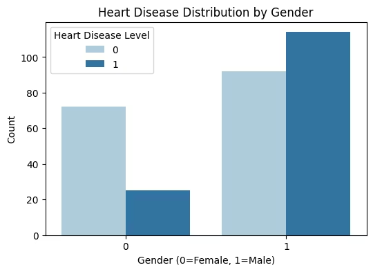 Heart Disease Distribution by Gender
Heart Disease Level
0
1
Count
100
80
60
40
20
0
0 1
Gender (0=Female, 1=Male)